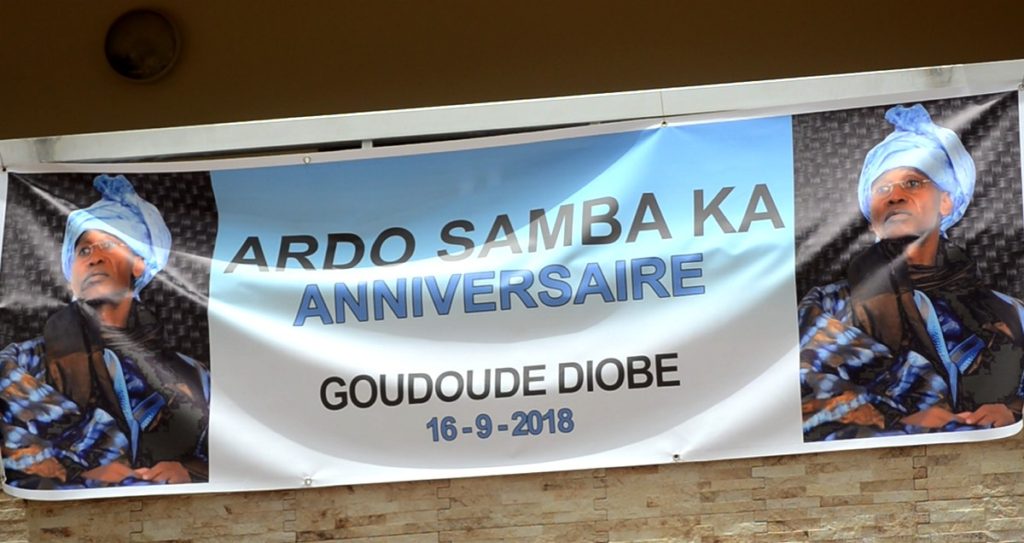 ARDO SAMBA KA
ANNIVERSAIRE
GOUDOUDE DIOBE
16-9-2018